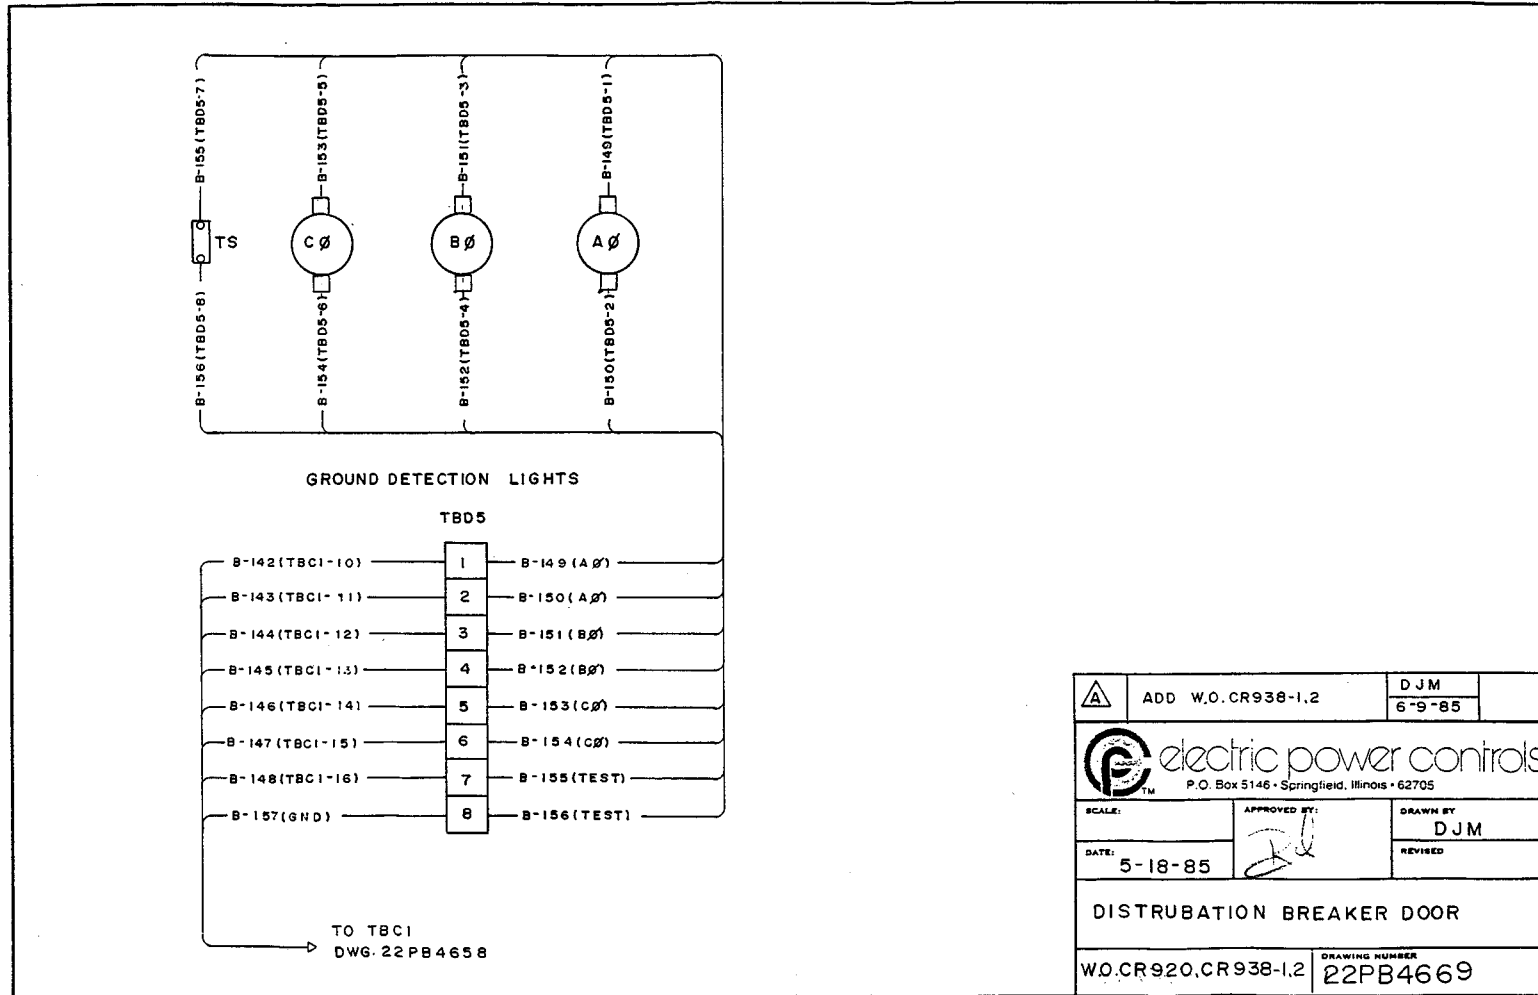 B-155(TBD5-7)
B-153(TBD5-5)
B-151(TBD5-3)
B-149(TBD5-1)
TS
CØ
BØ
AØ
B-156(TBD5-8)
B-154(TBD5-6)
B-152(TBD5-4)
B-150(TBD5-2)
GROUND DETECTION LIGHTS
TBD5
B-142(TBC1-10) 1 B-149(AØ)
B-143(TBC1-11) 2 B-150(AØ)
B-144(TBC1-12) 3 B-151(BØ)
B-145(TBC1-13) 4 B-152(BØ)
B-146(TBC1-14) 5 B-153(CØ)
B-147(TBC1-15) 6 B-154(CØ)
B-148(TBC1-16) 7 B-155(TEST)
B-157(GND) 8 B-156(TEST)
TO TBC1
DWG. 22PB4658
A ADD W.O. CR938-1,2 DJM
6-9-85
electric power controls
TM
P.O. Box 5146 • Springfield, Illinois • 62705
SCALE: APPROVED BY: DRAWN BY
DJM
DATE: 5-18-85 REVISED
DISTRUBATION BREAKER DOOR
W.O. CR920, CR938-1,2 DRAWING NUMBER
22PB4669